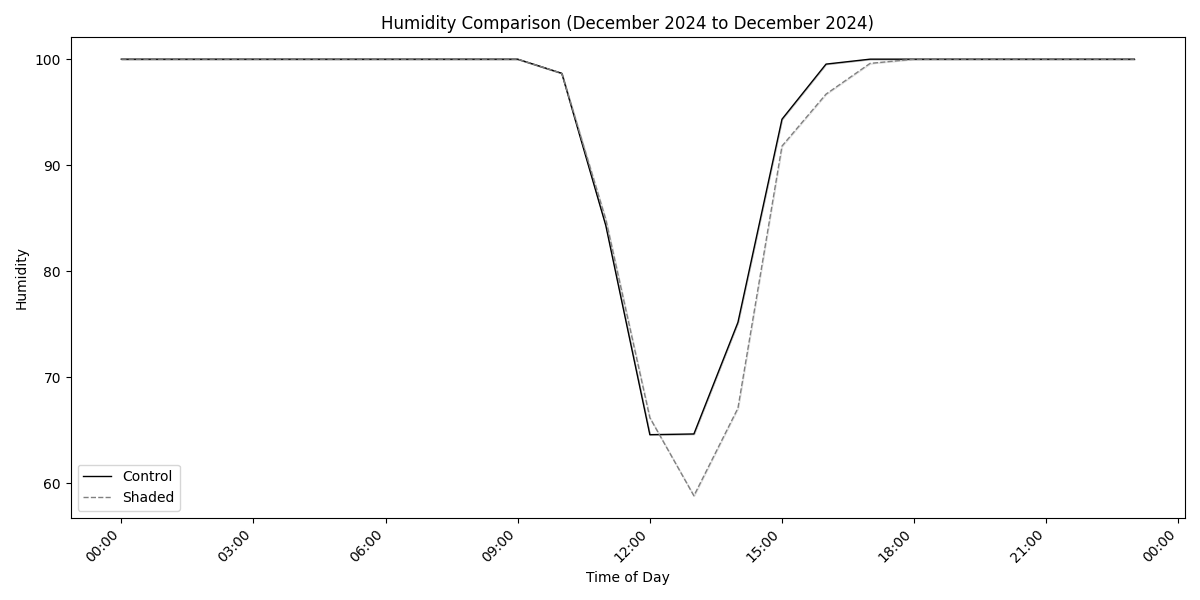 Humidity Comparison (December 2024 to December 2024)
100
90
80
70
60
Humidity
Control
Shaded
00:00
03:00
06:00
09:00
12:00
15:00
18:00
21:00
00:00
Time of Day